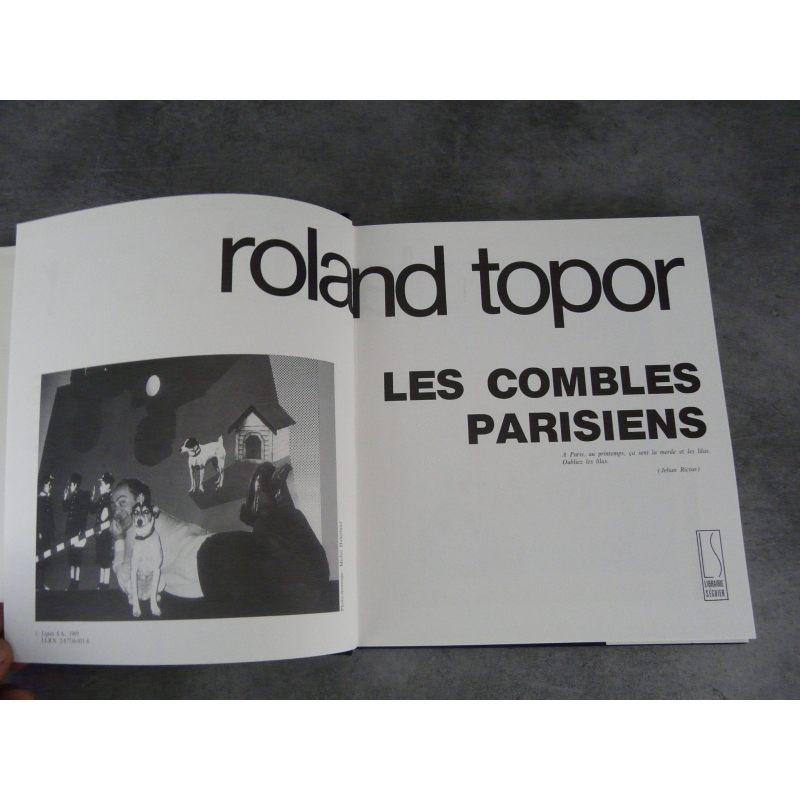 roland topor
LES COMBLES
PARISIENS
A Paris, au printemps, ça sent la merde et les lilas.
Oubliez les lilas.
(Jehan Rictus)
LS
LIBRAIRIE
SÉGUIER
S.A., 1989